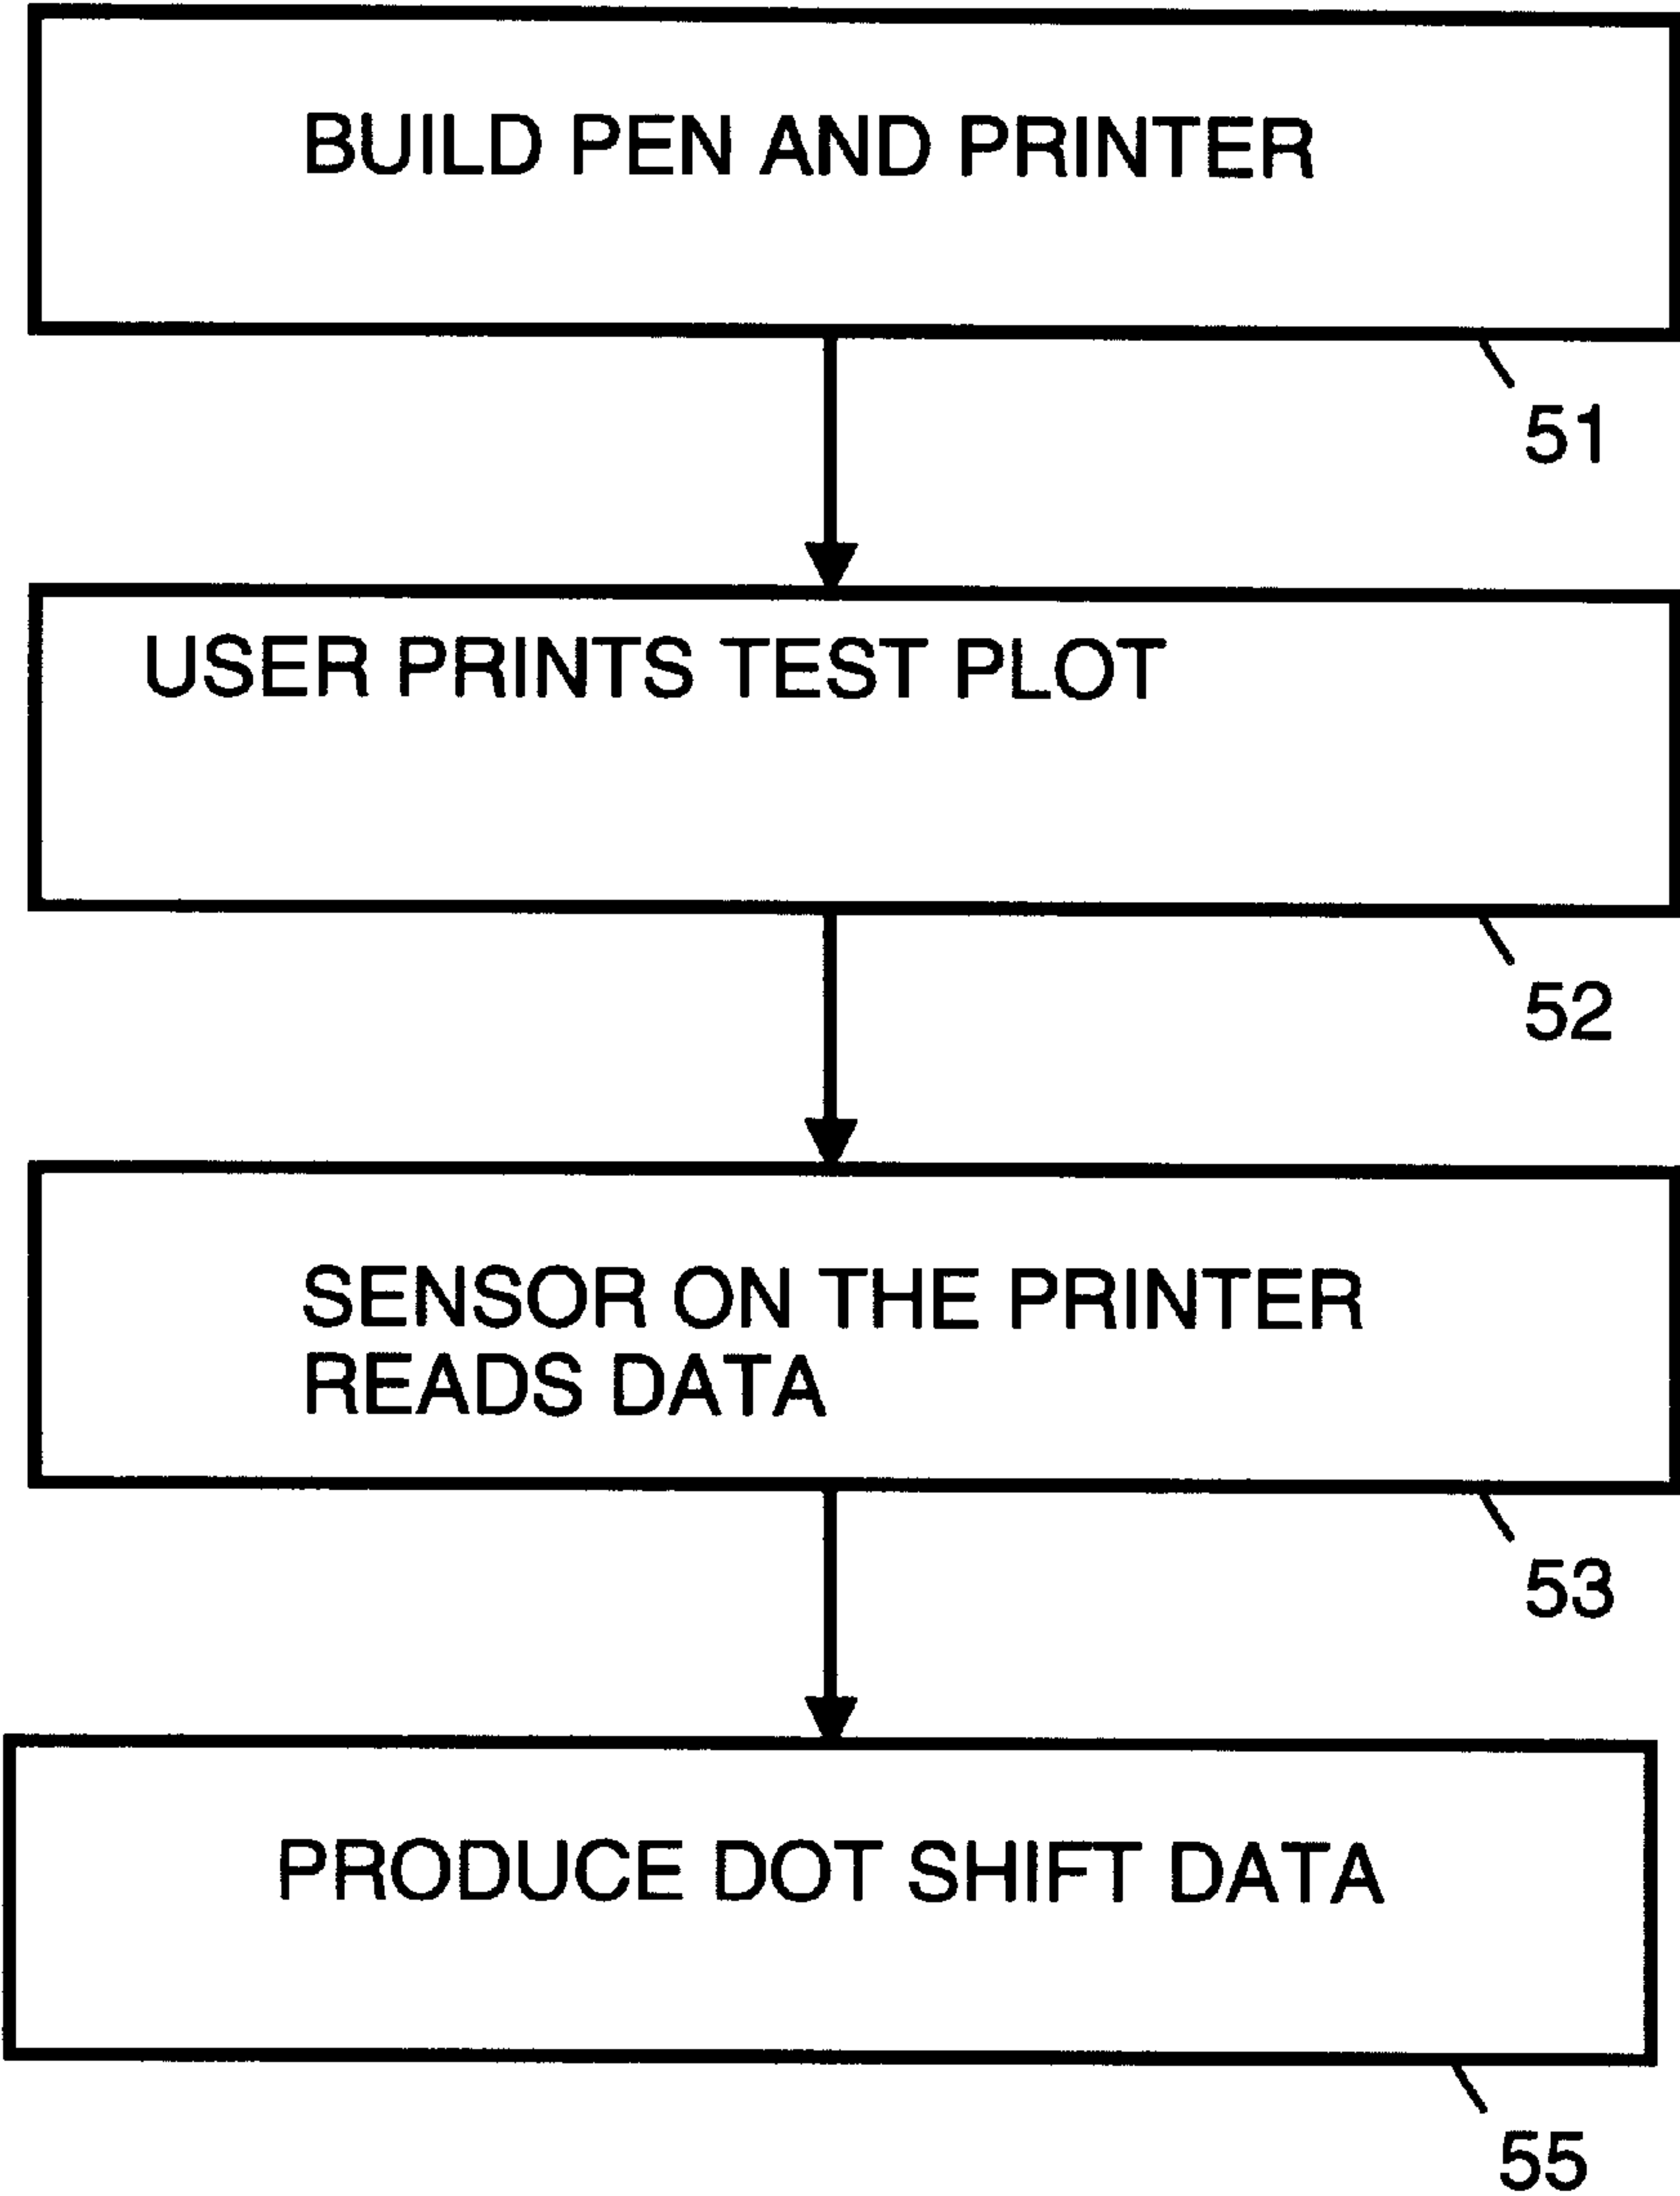 BUILD PEN AND PRINTER
51
USER PRINTS TEST PLOT
52
SENSOR ON THE PRINTER
READS DATA
53
PRODUCE DOT SHIFT DATA
55